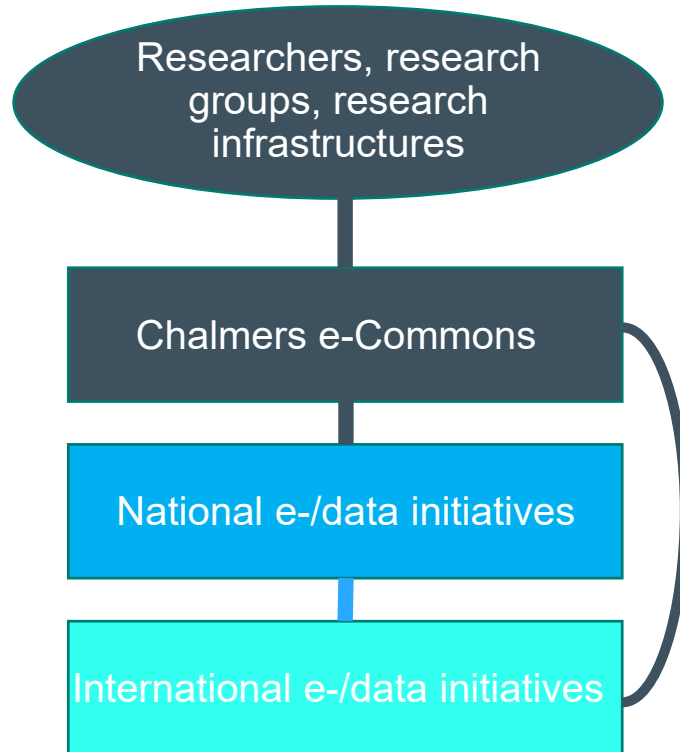 Researchers, research
groups, research
infrastructures
Chalmers e-Commons
National e-/data initiatives
International e-/data initiatives